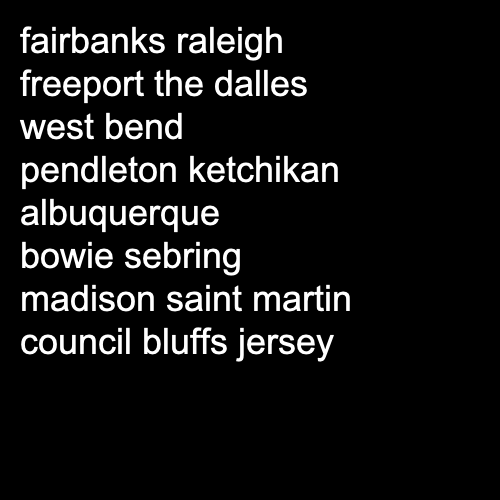 fairbanks raleigh
freeport the dalles
west bend
pendleton ketchikan
albuquerque
bowie sebring
madison saint martin
council bluffs jersey